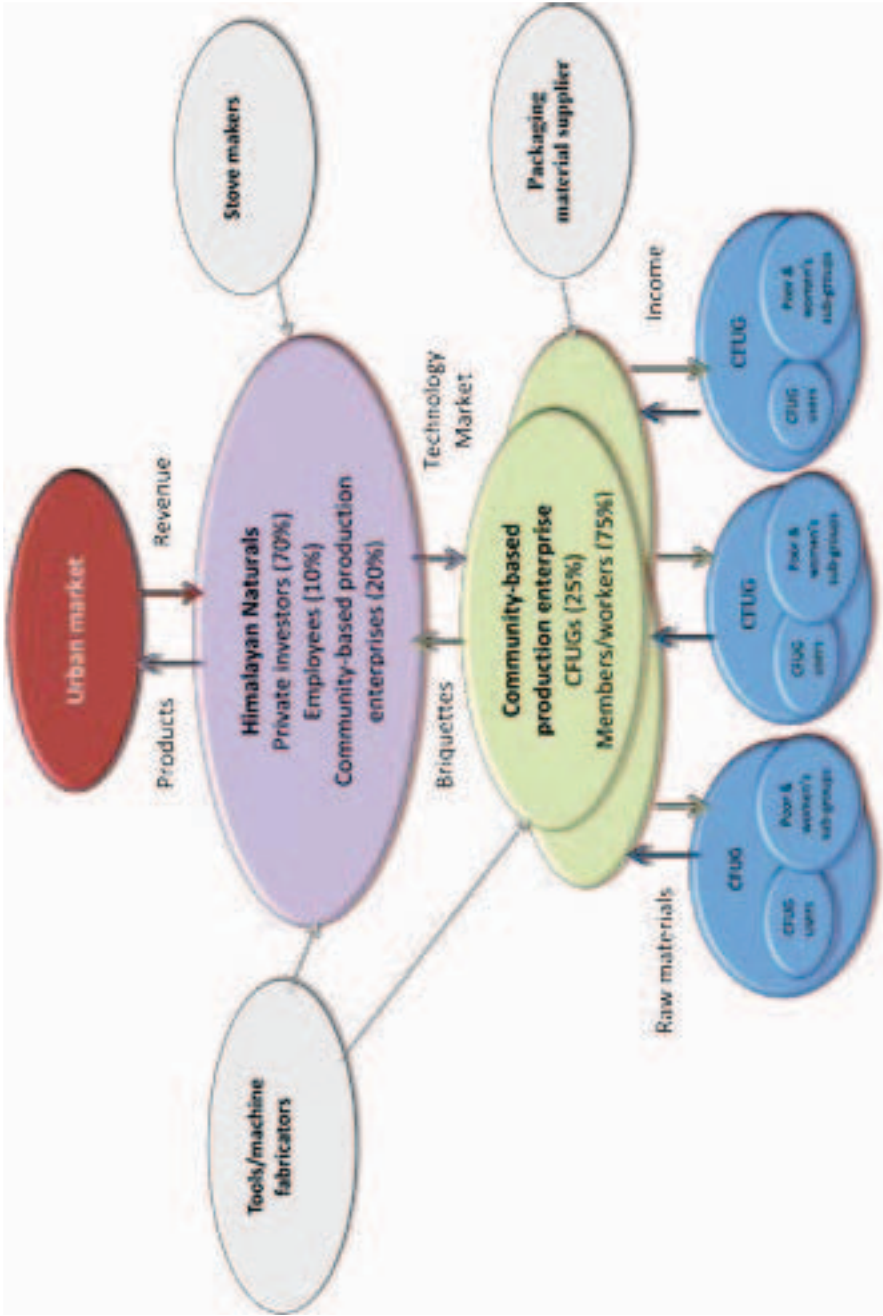 Urban market
Products
Revenue
Stove makers
Himalayan Naturals
Private investors (70%)
Employees (10%)
Community-based production
enterprises (20%)
Tools/machine
fabricators
Briquettes
Technology
Market
Packaging
material supplier
Community-based
production enterprise
CFUGs (25%)
Members/workers (75%)
Raw materials
Income
CFUG
CFUG
users
Poor &
women's
sub-groups
CFUG
CFUG
users
Poor &
women's
sub-groups
CFUG
CFUG
users
Poor &
women's
sub-groups